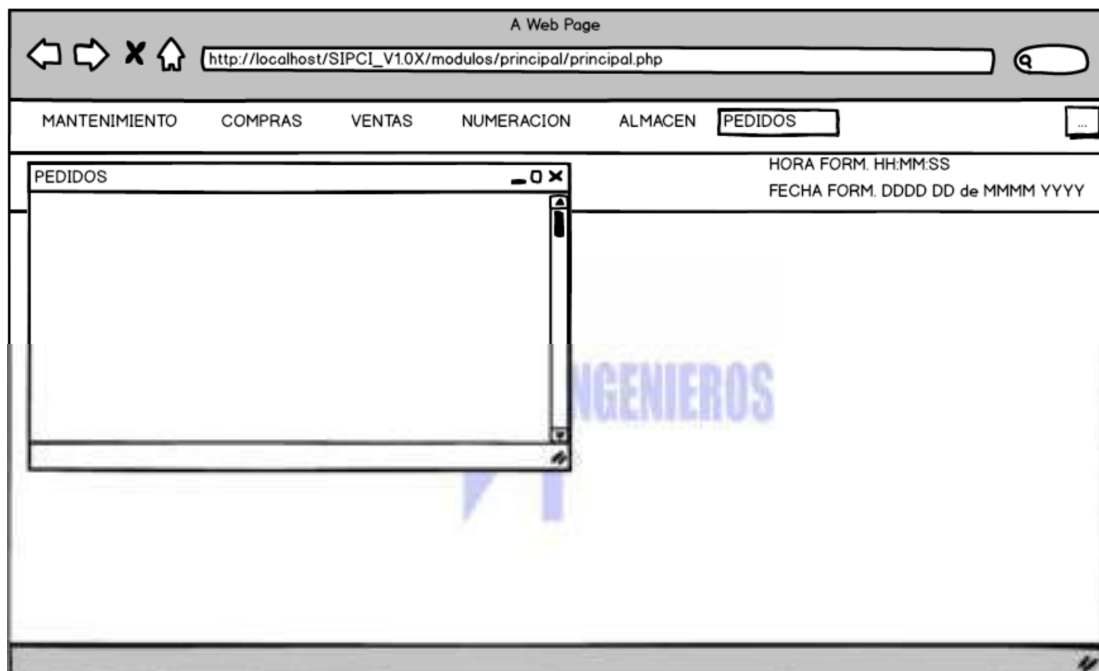 A Web Page
http://localhost/SIPCI_V1.0X/modulos/principal/principal.php
MANTENIMIENTO COMPRAS VENTAS NUMERACION ALMACEN PEDIDOS ...
HORA FORM. HH:MM:SS
FECHA FORM. DDDD DD de MMMM YYYY
PEDIDOS